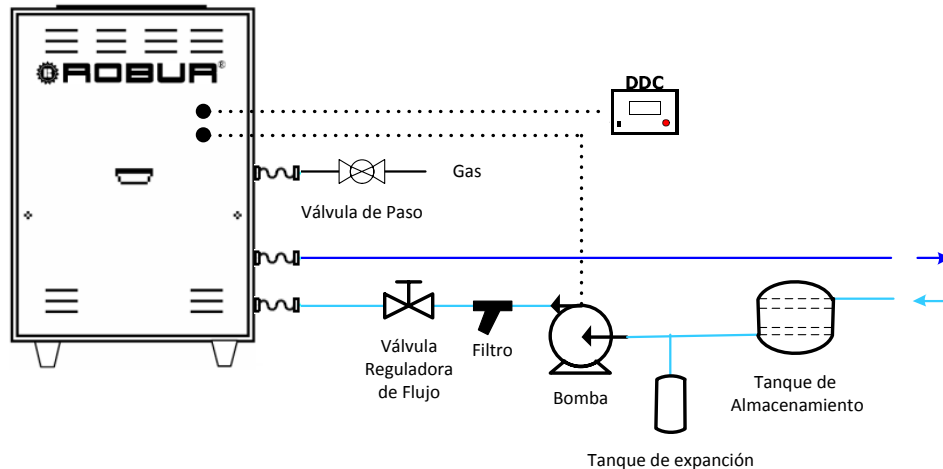 ROBUR®
DDC
Gas
Válvula de Paso
Válvula
Reguladora
de Flujo
Filtro
Bomba
Tanque de
Almacenamiento
Tanque de expanción